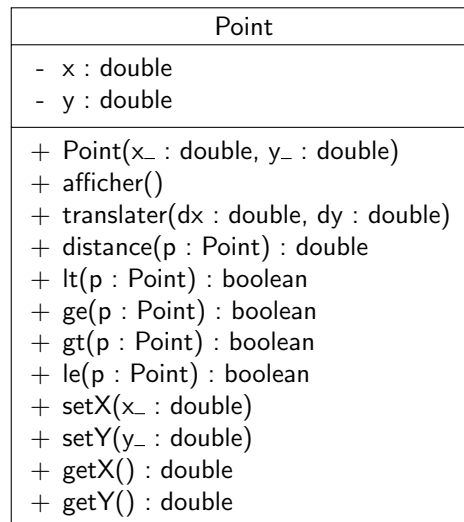 Point
- x : double
- y : double
+ Point(x_ : double, y_ : double)
+ afficher()
+ translater(dx : double, dy : double)
+ distance(p : Point) : double
+ lt(p : Point) : boolean
+ ge(p : Point) : boolean
+ gt(p : Point) : boolean
+ le(p : Point) : boolean
+ setX(x_ : double)
+ setY(y_ : double)
+ getX() : double
+ getY() : double